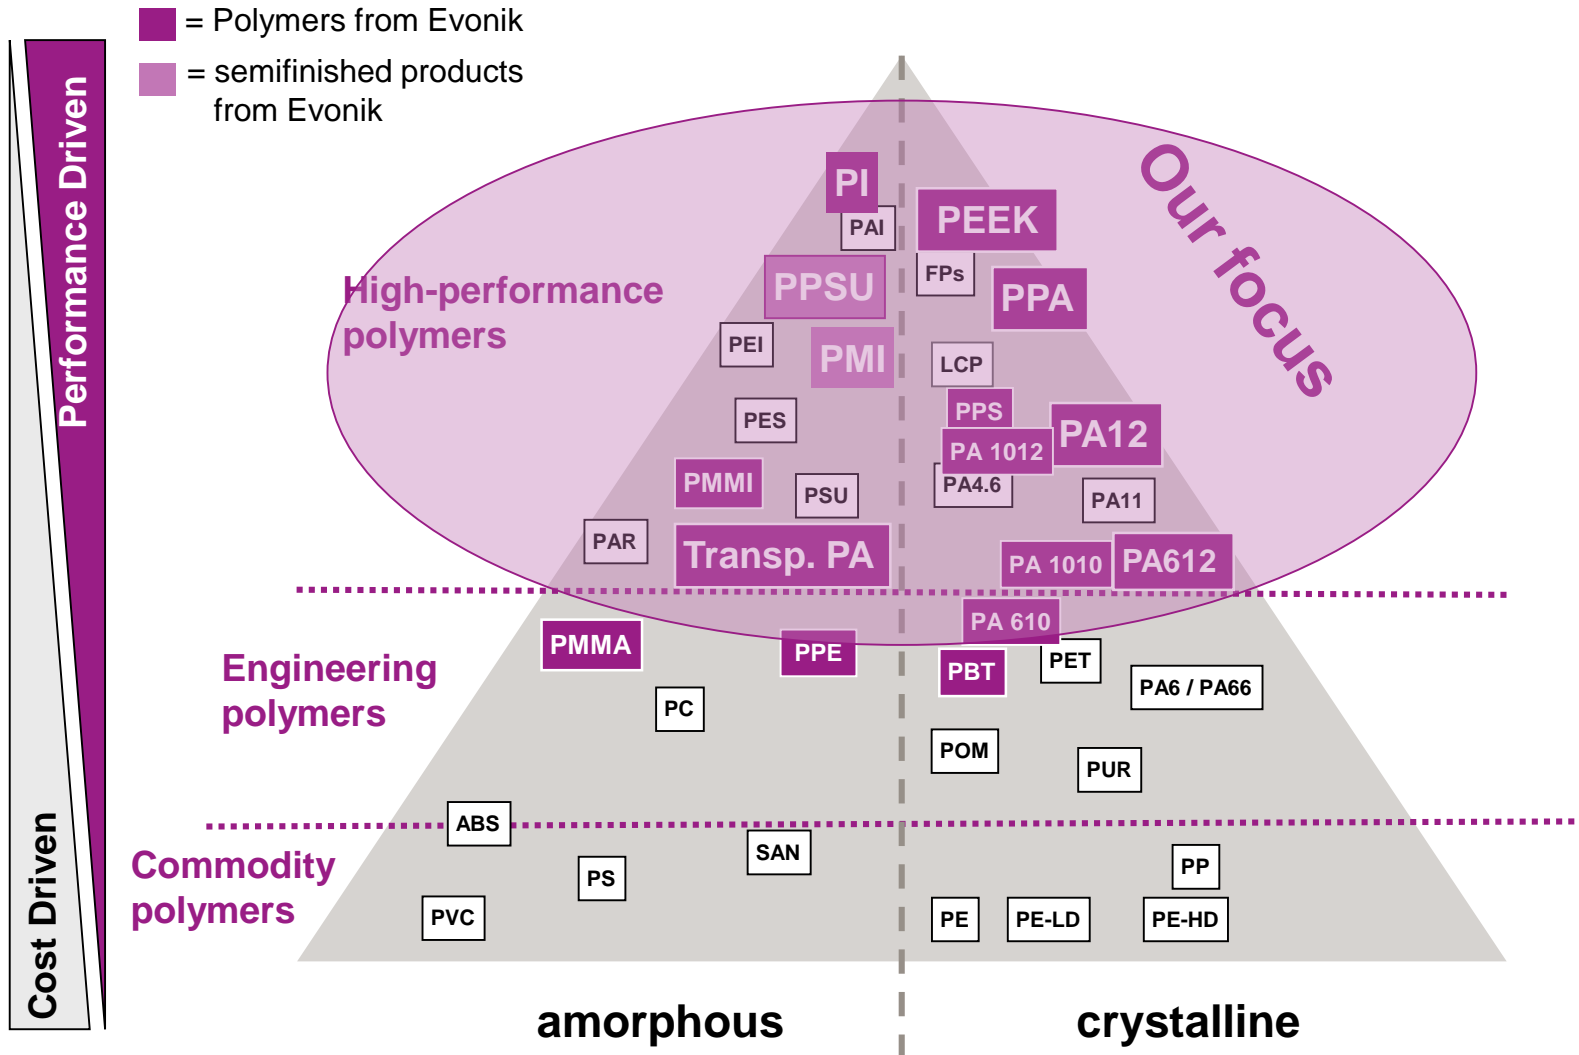 = Polymers from Evonik
= semifinished products
from Evonik
Performance Driven
Cost Driven
Our focus
High-performance
polymers
PI
PAI
PEEK
FPs
PPSU
PPA
PEI
PMI
LCP
PES
PPS
PA12
PA 1012
PMMI
PSU
PA4.6
PA11
PAR
Transp. PA
PA 1010
PA612
Engineering
polymers
PMMA
PPE
PA 610
PBT
PET
PA6 / PA66
PC
POM
PUR
Commodity
polymers
ABS
SAN
PS
PVC
PP
PE
PE-LD
PE-HD
amorphous
crystalline